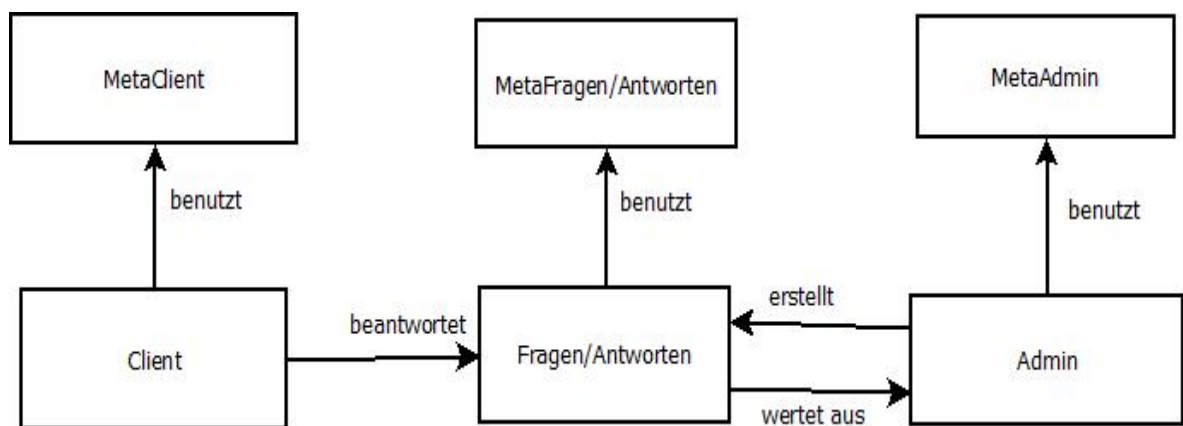 MetaClient
MetaFragen/Antworten
MetaAdmin
benutzt
benutzt
benutzt
erstellt
beantwortet
Client
Fragen/Antworten
Admin
wertet aus